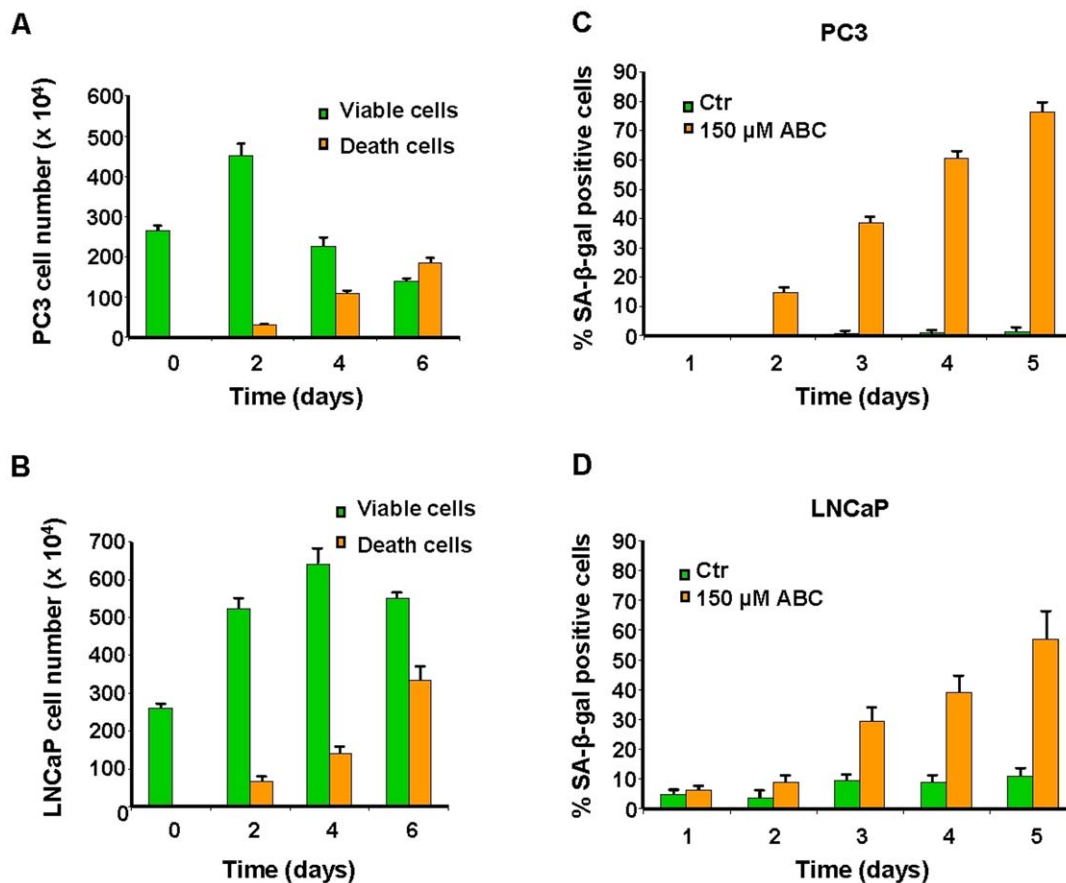 A
PC3 cell number (x 10⁴)
600
500
400
300
200
100
0
Viable cells
Death cells
0 2 4 6
Time (days)
B
LNCaP cell number (x 10⁴)
700
600
500
400
300
200
100
0
Viable cells
Death cells
0 2 4 6
Time (days)
C
PC3
% SA-β-gal positive cells
90
80
70
60
50
40
30
20
10
0
Ctr
150 µM ABC
1 2 3 4 5
Time (days)
D
LNCaP
% SA-β-gal positive cells
90
80
70
60
50
40
30
20
10
0
Ctr
150 µM ABC
1 2 3 4 5
Time (days)